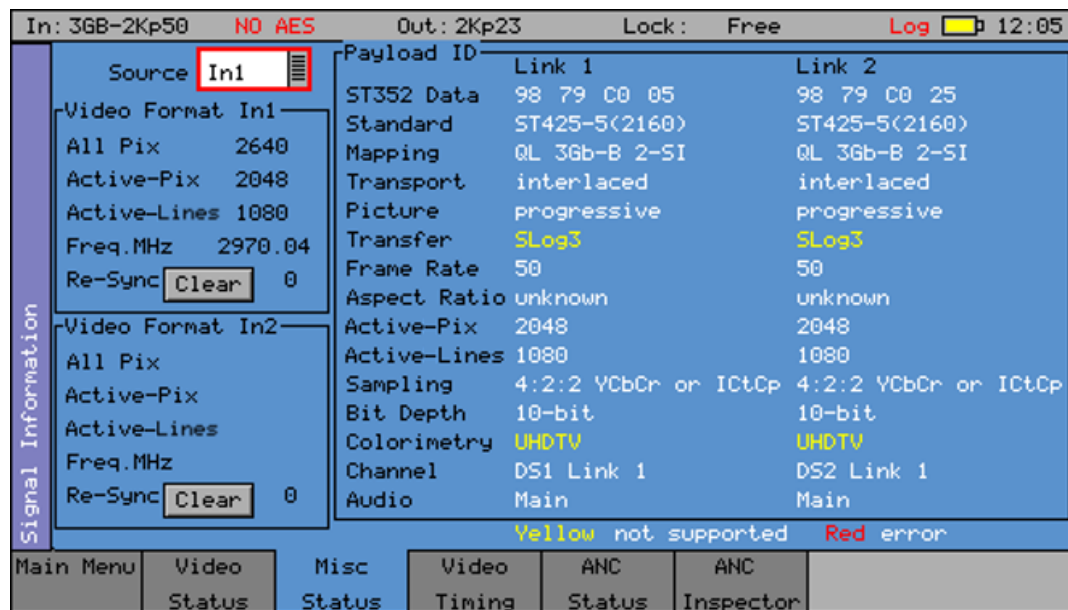 In: 3GB-2Kp50 NO AES Out: 2Kp23 Lock: Free Log 12:05
Signal Information
Source In1
Video Format In1
All Pix 2640
Active-Pix 2048
Active-Lines 1080
Freq.MHz 2970.04
Re-Sync Clear 0
Video Format In2
All Pix
Active-Pix
Active-Lines
Freq.MHz
Re-Sync Clear 0
Payload ID
Link 1 Link 2
ST352 Data 98 79 C0 05 98 79 C0 25
Standard ST425-5(2160) ST425-5(2160)
Mapping QL 3Gb-B 2-SI QL 3Gb-B 2-SI
Transport interlaced interlaced
Picture progressive progressive
Transfer SLog3 SLog3
Frame Rate 50 50
Aspect Ratio unknown unknown
Active-Pix 2048 2048
Active-Lines 1080 1080
Sampling 4:2:2 YCbCr or ICtCp 4:2:2 YCbCr or ICtCp
Bit Depth 10-bit 10-bit
Colorimetry UHDTV UHDTV
Channel DS1 Link 1 DS2 Link 1
Audio Main Main
Yellow not supported Red error
Main Menu
Video Status
Misc Status
Video Timing
ANC Status
ANC Inspector